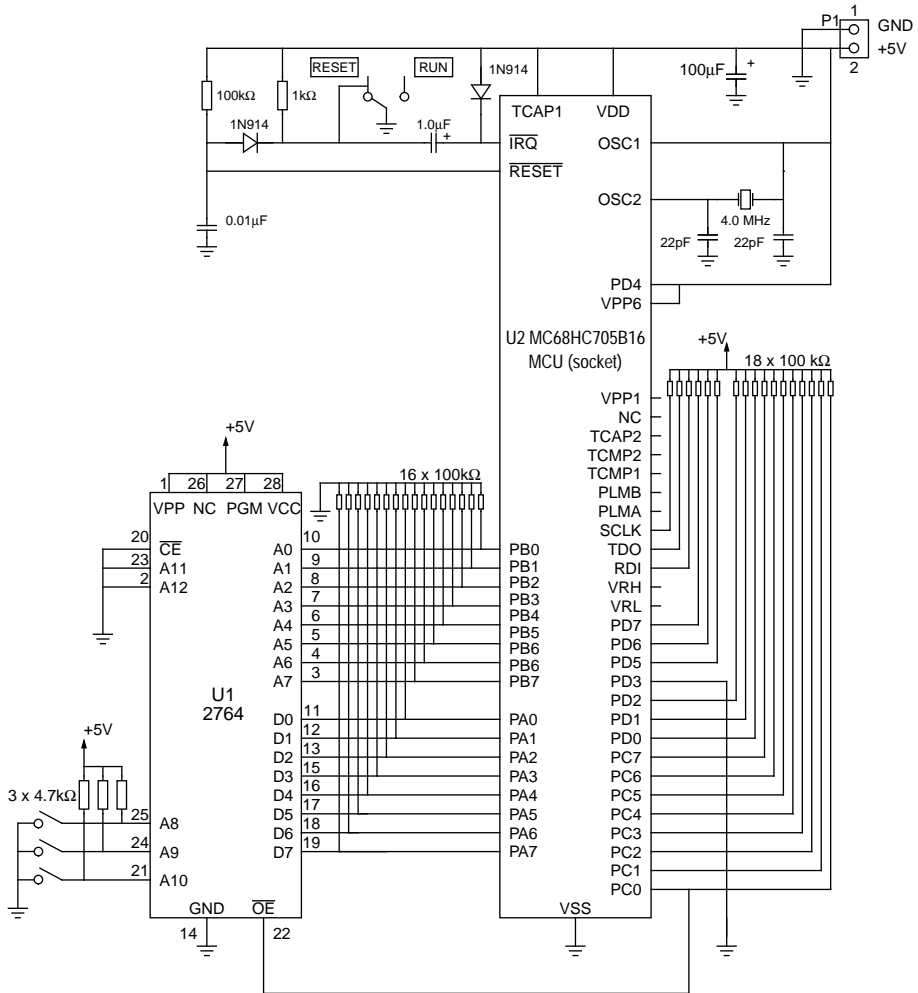 P1
1
GND
+5V
2
RESET
RUN
1N914
100µF
+
100kΩ
1kΩ
1N914
1.0µF
+
0.01µF
TCAP1
VDD
IRQ
OSC1
RESET
OSC2
4.0 MHz
22pF
22pF
PD4
VPP6
U2 MC68HC705B16
MCU (socket)
+5V
18 x 100 kΩ
VPP1
NC
TCAP2
TCMP2
TCMP1
PLMB
PLMA
SCLK
TDO
RDI
VRH
VRL
PD7
PD6
PD5
PD3
PD2
PD1
PD0
PC7
PC6
PC5
PC4
PC3
PC2
PC1
PC0
PB0
PB1
PB2
PB3
PB4
PB5
PB6
PB6
PB7
PA0
PA1
PA2
PA3
PA4
PA5
PA6
PA7
VSS
16 x 100kΩ
+5V
1 26 27 28
VPP NC PGM VCC
20 CE
23 A11
2 A12
A0 10
A1 9
A2 8
A3 7
A4 6
A5 5
A6 4
A7 3
U1
2764
D0 11
D1 12
D2 13
D3 15
D4 16
D5 17
D6 18
D7 19
+5V
3 x 4.7kΩ
25 A8
24 A9
21 A10
GND OE
14 22